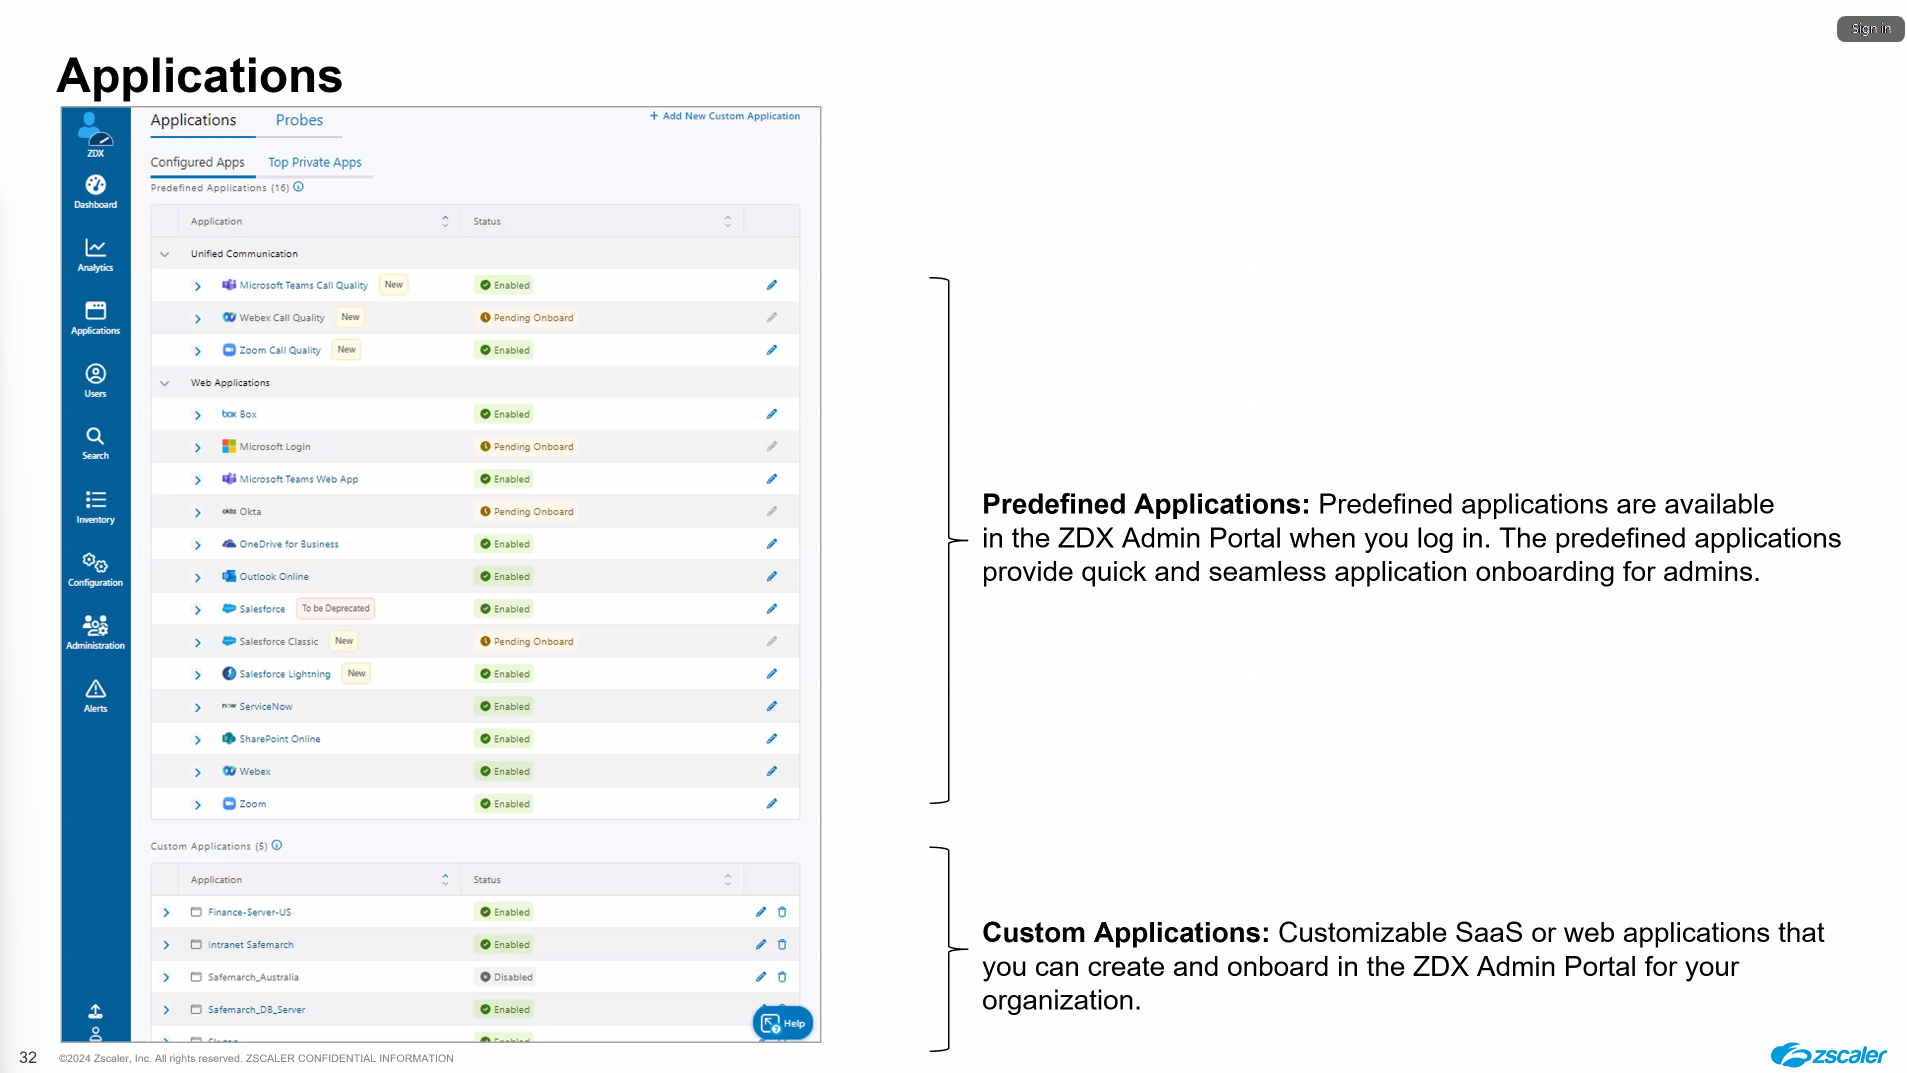 Sign in
Applications
ZDX
Dashboard
Analytics
Applications
Users
Search
Inventory
Configuration
Administration
Alerts
Applications Probes + Add New Custom Application
Configured Apps Top Private Apps
Predefined Applications (16)
Application Status
Unified Communication
Microsoft Teams Call Quality New Enabled
Webex Call Quality New Pending Onboard
Zoom Call Quality New Enabled
Web Applications
box Box Enabled
Microsoft Login Pending Onboard
Microsoft Teams Web App Enabled
okta Okta Pending Onboard
OneDrive for Business Enabled
Outlook Online Enabled
Salesforce To be Deprecated Enabled
Salesforce Classic New Pending Onboard
Salesforce Lightning New Enabled
now ServiceNow Enabled
SharePoint Online Enabled
Webex Enabled
Zoom Enabled
Custom Applications (5)
Application Status
Finance-Server-US Enabled
Intranet Safemarch Enabled
Safemarch_Australia Disabled
Safemarch_DB_Server Enabled
Enabled
Help
Predefined Applications: Predefined applications are available
in the ZDX Admin Portal when you log in. The predefined applications
provide quick and seamless application onboarding for admins.
Custom Applications: Customizable SaaS or web applications that
you can create and onboard in the ZDX Admin Portal for your
organization.
32 ©2024 Zscaler, Inc. All rights reserved. ZSCALER CONFIDENTIAL INFORMATION
zscaler